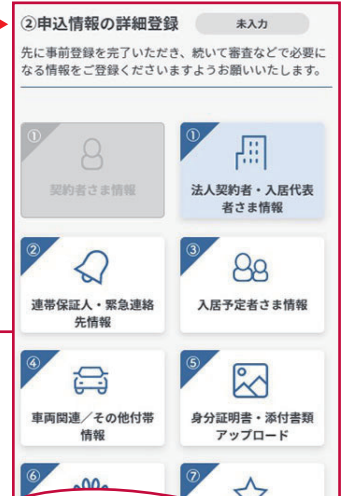 ②申込情報の詳細登録
未入力
先に事前登録を完了いただき、続いて審査などで必要に
なる情報をご登録くださいますようお願いいたします。
①
契約者さま情報
①
法人契約者・入居代表
者さま情報
②
連帯保証人・緊急連絡
先情報
③
入居予定者さま情報
④
車両関連／その他付帯
情報
⑤
身分証明書・添付書類
アップロード
⑥
⑦